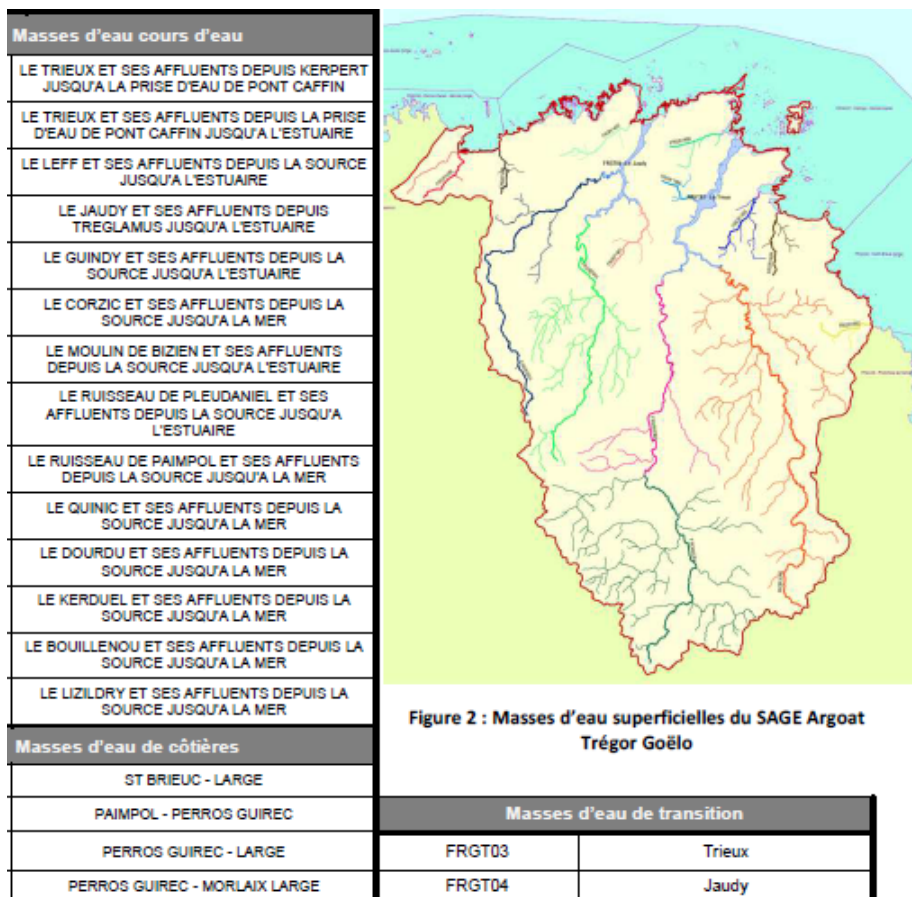 Masses d'eau cours d'eau
LE TRIEUX ET SES AFFLUENTS DEPUIS KERPERT
JUSQU'A LA PRISE D'EAU DE PONT CAFFIN
LE TRIEUX ET SES AFFLUENTS DEPUIS LA PRISE
D'EAU DE PONT CAFFIN JUSQU'A L'ESTUAIRE
LE LEFF ET SES AFFLUENTS DEPUIS LA SOURCE
JUSQU'A L'ESTUAIRE
LE JAUDY ET SES AFFLUENTS DEPUIS
TREGLAMUS JUSQU'A L'ESTUAIRE
LE GUINDY ET SES AFFLUENTS DEPUIS LA
SOURCE JUSQU'A L'ESTUAIRE
LE CORZIC ET SES AFFLUENTS DEPUIS LA
SOURCE JUSQU'A LA MER
LE MOULIN DE BIZIEN ET SES AFFLUENTS
DEPUIS LA SOURCE JUSQU'A L'ESTUAIRE
LE RUISSEAU DE PLEUDANIEL ET SES
AFFLUENTS DEPUIS LA SOURCE JUSQU'A
L'ESTUAIRE
LE RUISSEAU DE PAIMPOL ET SES AFFLUENTS
DEPUIS LA SOURCE JUSQU'A LA MER
LE QUINIC ET SES AFFLUENTS DEPUIS LA
SOURCE JUSQU'A LA MER
LE DOURDU ET SES AFFLUENTS DEPUIS LA
SOURCE JUSQU'A LA MER
LE KERDUEL ET SES AFFLUENTS DEPUIS LA
SOURCE JUSQU'A LA MER
LE BOUILLENOU ET SES AFFLUENTS DEPUIS LA
SOURCE JUSQU'A LA MER
LE LIZILDRY ET SES AFFLUENTS DEPUIS LA
SOURCE JUSQU'A LA MER
Masses d'eau de côtières
ST BRIEUC - LARGE
PAIMPOL - PERROS GUIREC
PERROS GUIREC - LARGE
PERROS GUIREC - MORLAIX LARGE
Figure 2 : Masses d'eau superficielles du SAGE Argoat
Trégor Goëlo
Masses d'eau de transition
FRGT03 Trieux
FRGT04 Jaudy